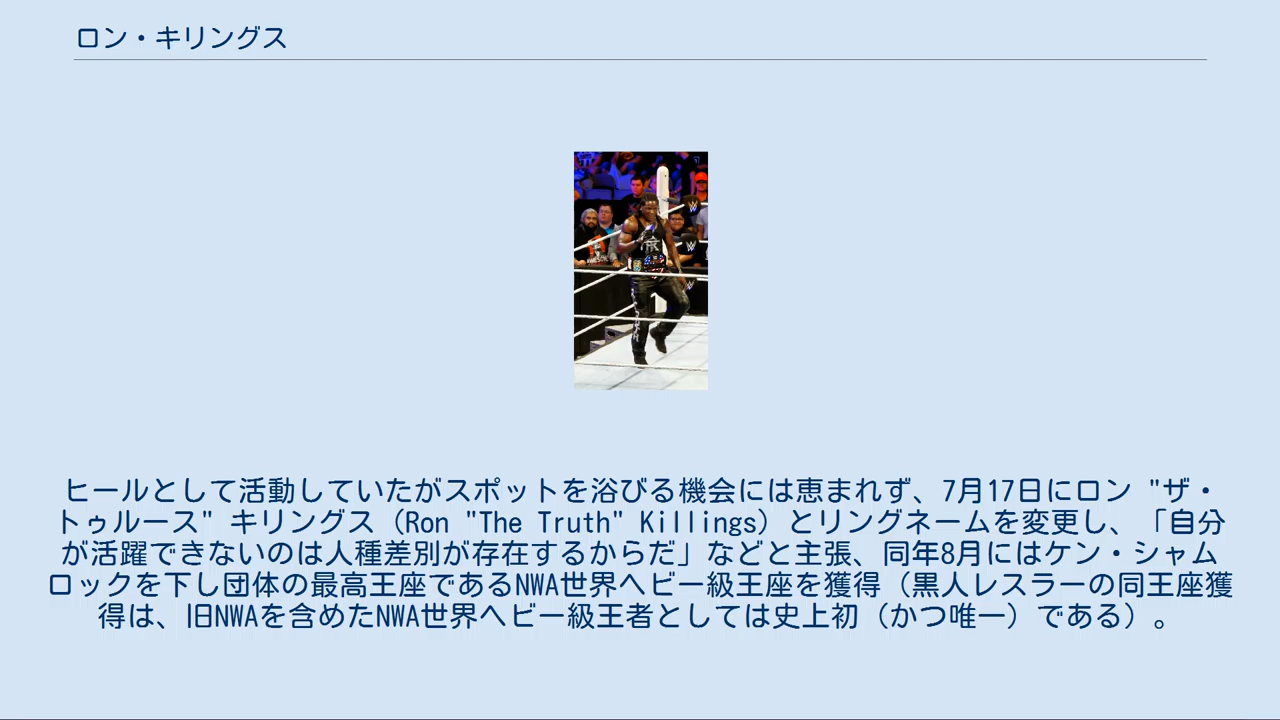 ロン・キリングス
ヒールとして活動していたがスポットを浴びる機会には恵まれず、7月17日にロン "ザ・
トゥルース" キリングス（Ron "The Truth" Killings）とリングネームを変更し、「自分
が活躍できないのは人種差別が存在するからだ」などと主張、同年8月にはケン・シャム
ロックを下し団体の最高王座であるNWA世界ヘビー級王座を獲得（黒人レスラーの同王座獲
得は、旧NWAを含めたNWA世界ヘビー級王者としては史上初（かつ唯一）である）。